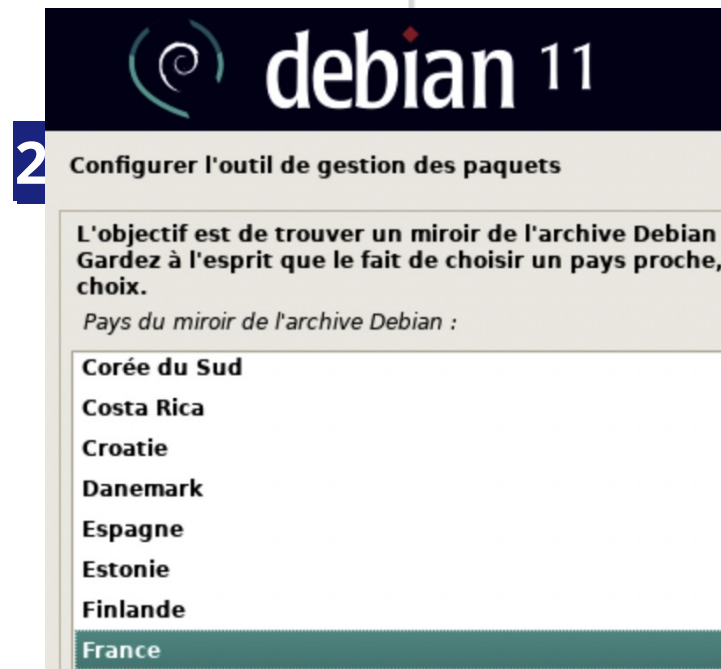 debian 11
2
Configurer l'outil de gestion des paquets
L'objectif est de trouver un miroir de l'archive Debian
Gardez à l'esprit que le fait de choisir un pays proche,
choix.
Pays du miroir de l'archive Debian :
Corée du Sud
Costa Rica
Croatie
Danemark
Espagne
Estonie
Finlande
France